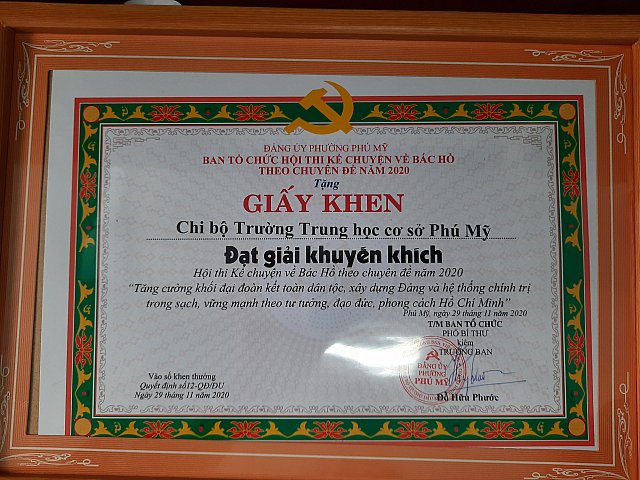 ĐẢNG ỦY PHƯỜNG PHÚ MỸ
BAN TỔ CHỨC HỘI THI KỂ CHUYỆN VỀ BÁC HỒ
THEO CHUYÊN ĐỀ NĂM 2020
Tặng
GIẤY KHEN
Chi bộ Trường Trung học cơ sở Phú Mỹ
Đạt giải khuyến khích
Hội thi Kể chuyện về Bác Hồ theo chuyên đề năm 2020
"Tăng cường khối đại đoàn kết toàn dân tộc, xây dựng Đảng và hệ thống chính trị
trong sạch, vững mạnh theo tư tưởng, đạo đức, phong cách Hồ Chí Minh"
Phú Mỹ, ngày 29 tháng 11 năm 2020
T/M BAN TỔ CHỨC
PHÓ BÍ THƯ
kiêm
TRƯỞNG BAN
ĐẢNG ỦY
PHƯỜNG
PHÚ MỸ
Vào sổ khen thưởng
Quyết định số12-QĐ/ĐU
Ngày 29 tháng 11 năm 2020
Đỗ Hữu Phước